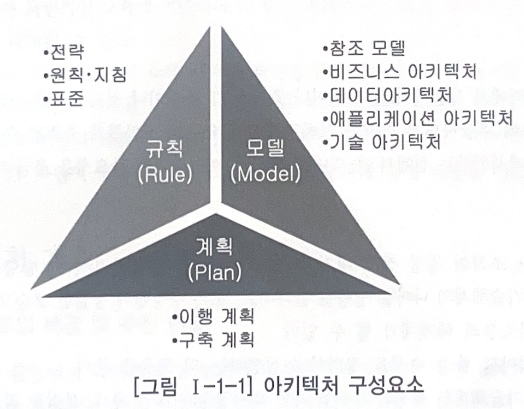 •전략
•원칙·지침
•표준
•참조 모델
•비즈니스 아키텍처
•데이터아키텍처
•애플리케이션 아키텍처
•기술 아키텍처
규칙
(Rule)
모델
(Model)
계획
(Plan)
•이행 계획
•구축 계획
[그림 Ⅰ-1-1] 아키텍처 구성요소